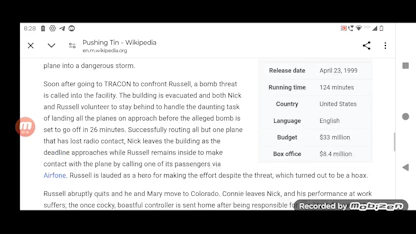 8:28
Pushing Tin - Wikipedia
en.m.wikipedia.org
plane into a dangerous storm.
Soon after going to TRACON to confront Russell, a bomb threat
is called into the facility. The building is evacuated and both Nick
and Russell volunteer to stay behind to handle the daunting task
of landing all the planes on approach before the alleged bomb is
set to go off in 26 minutes. Successfully routing all but one plane
that has lost radio contact, Nick leaves the building as the
deadline approaches while Russell remains inside to make
contact with the plane by calling one of its passengers via
Airfone. Russell is lauded as a hero for making the effort despite the threat, which turned out to be a hoax.
Russell abruptly quits and he and Mary move to Colorado. Connie leaves Nick, and his performance at work
suffers; the once cocky, boastful controller is sent home after being responsible fo
Release date April 23, 1999
Running time 124 minutes
Country United States
Language English
Budget $33 million
Box office $8.4 million
Recorded by Mobizen